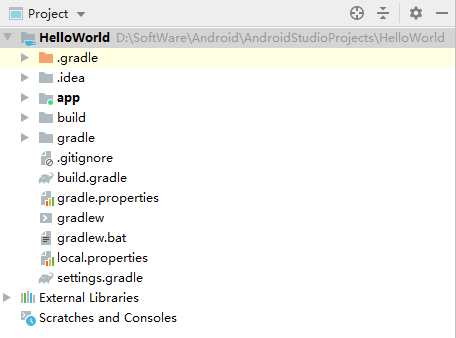 Project
HelloWorld D:\SoftWare\Android\AndroidStudioProjects\HelloWorld
.gradle
.idea
app
build
gradle
.gitignore
build.gradle
gradle.properties
gradlew
gradlew.bat
local.properties
settings.gradle
External Libraries
Scratches and Consoles